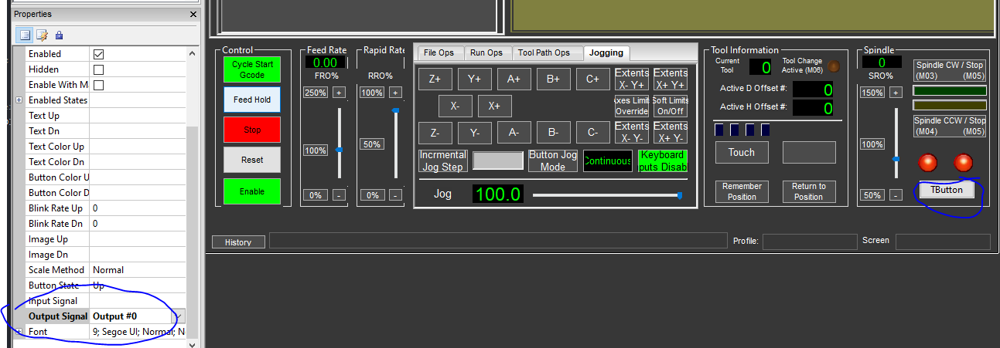 Properties
Enabled
Hidden
Enable With M
Enabled States
Text Up
Text Dn
Text Color Up
Text Color Dn
Button Color U
Button Color D
Blink Rate Up 0
Blink Rate Dn 0
Image Up
Image Dn
Scale Method Normal
Button State Up
Input Signal
Output Signal Output #0
Font 9; Segoe UI; Normal; N
Control
Cycle Start
Gcode
Feed Hold
Stop
Reset
Enable
Feed Rate
0.00
FRO%
250% +
100%
0% -
Rapid Rate
RRO%
100% +
50%
0% -
File Ops Run Ops Tool Path Ops Jogging
Z+ Y+ A+ B+ C+ Extents
X- Y+ Extents
X+ Y+
X- X+ xes Limit
Override Soft Limits
On/Off
Z- Y- A- B- C- Extents
X- Y- Extents
X+ Y-
Incrmental
Jog Step
Button Jog
Mode
Continuous
Keyboard
puts Disabl
Jog 100.0
Tool Information
Current
Tool 0 Tool Change
Active (M06)
Active D Offset #: 0
Active H Offset #: 0
Touch
Remember
Position
Return to
Position
Spindle
0
SRO%
150% +
100%
50% -
Spindle CW / Stop
(M03) (M05)
Spindle CCW / Stop
(M04) (M05)
TButton
History
Profile:
Screen